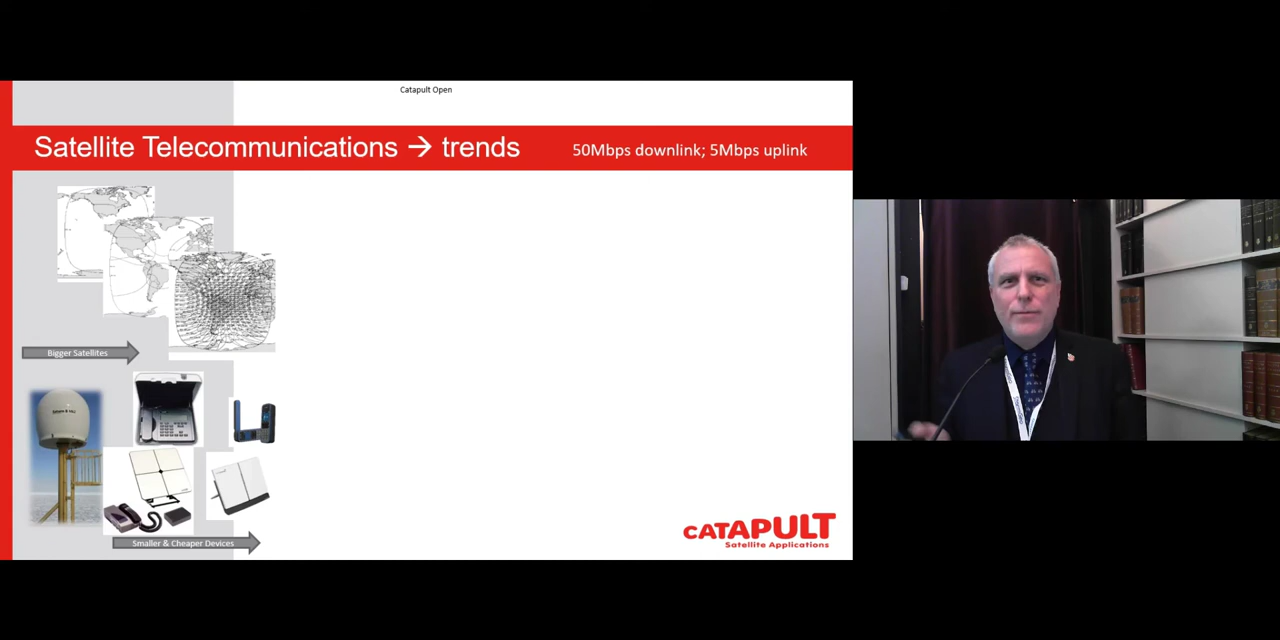 Catapult Open
Satellite Telecommunications → trends
50Mbps downlink; 5Mbps uplink
Bigger Satellites
Smaller & Cheaper Devices
CATAPULT
Satellite Applications